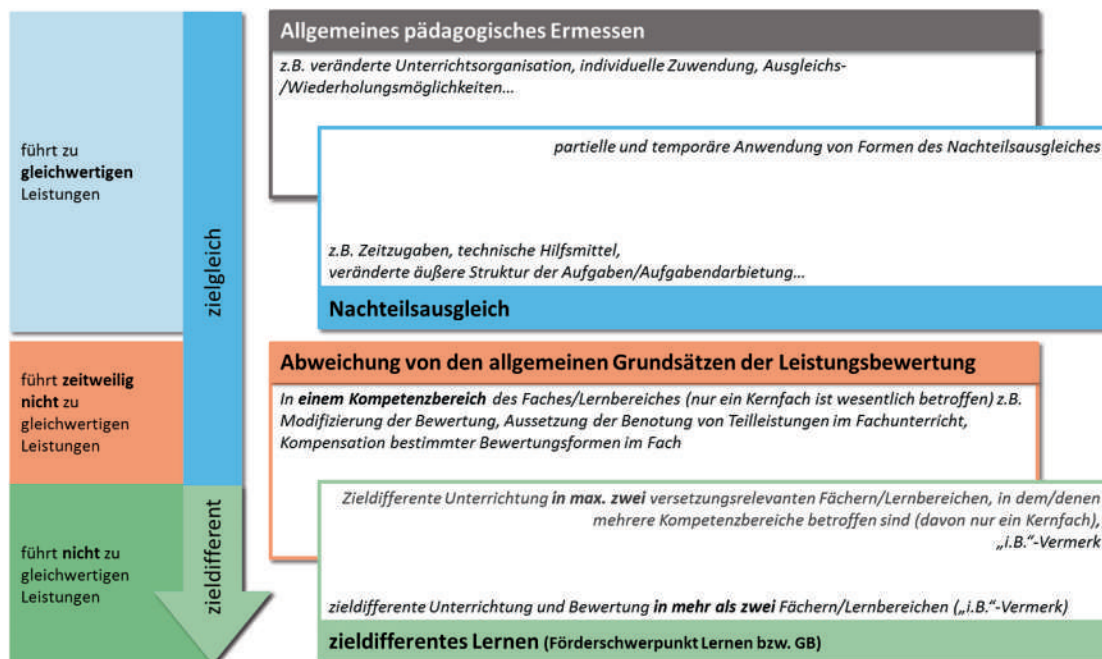 führt zu
gleichwertigen
Leistungen
zielgleich
Allgemeines pädagogisches Ermessen
z.B. veränderte Unterrichtsorganisation, individuelle Zuwendung, Ausgleichs-
/Wiederholungsmöglichkeiten...
partielle und temporäre Anwendung von Formen des Nachteilsausgleiches
z.B. Zeitzugaben, technische Hilfsmittel,
veränderte äußere Struktur der Aufgaben/Aufgabendarbietung...
Nachteilsausgleich
führt zeitweilig
nicht zu
gleichwertigen
Leistungen
Abweichung von den allgemeinen Grundsätzen der Leistungsbewertung
In einem Kompetenzbereich des Faches/Lernbereiches (nur ein Kernfach ist wesentlich betroffen) z.B.
Modifizierung der Bewertung, Aussetzung der Benotung von Teilleistungen im Fachunterricht,
Kompensation bestimmter Bewertungsformen im Fach
führt nicht zu
gleichwertigen
Leistungen
zieldifferent
Zieldifferente Unterrichtung in max. zwei versetzungsrelevanten Fächern/Lernbereichen, in dem/denen
mehrere Kompetenzbereiche betroffen sind (davon nur ein Kernfach),
„i.B."-Vermerk
zieldifferente Unterrichtung und Bewertung in mehr als zwei Fächern/Lernbereichen („i.B."-Vermerk)
zieldifferentes Lernen (Förderschwerpunkt Lernen bzw. GB)